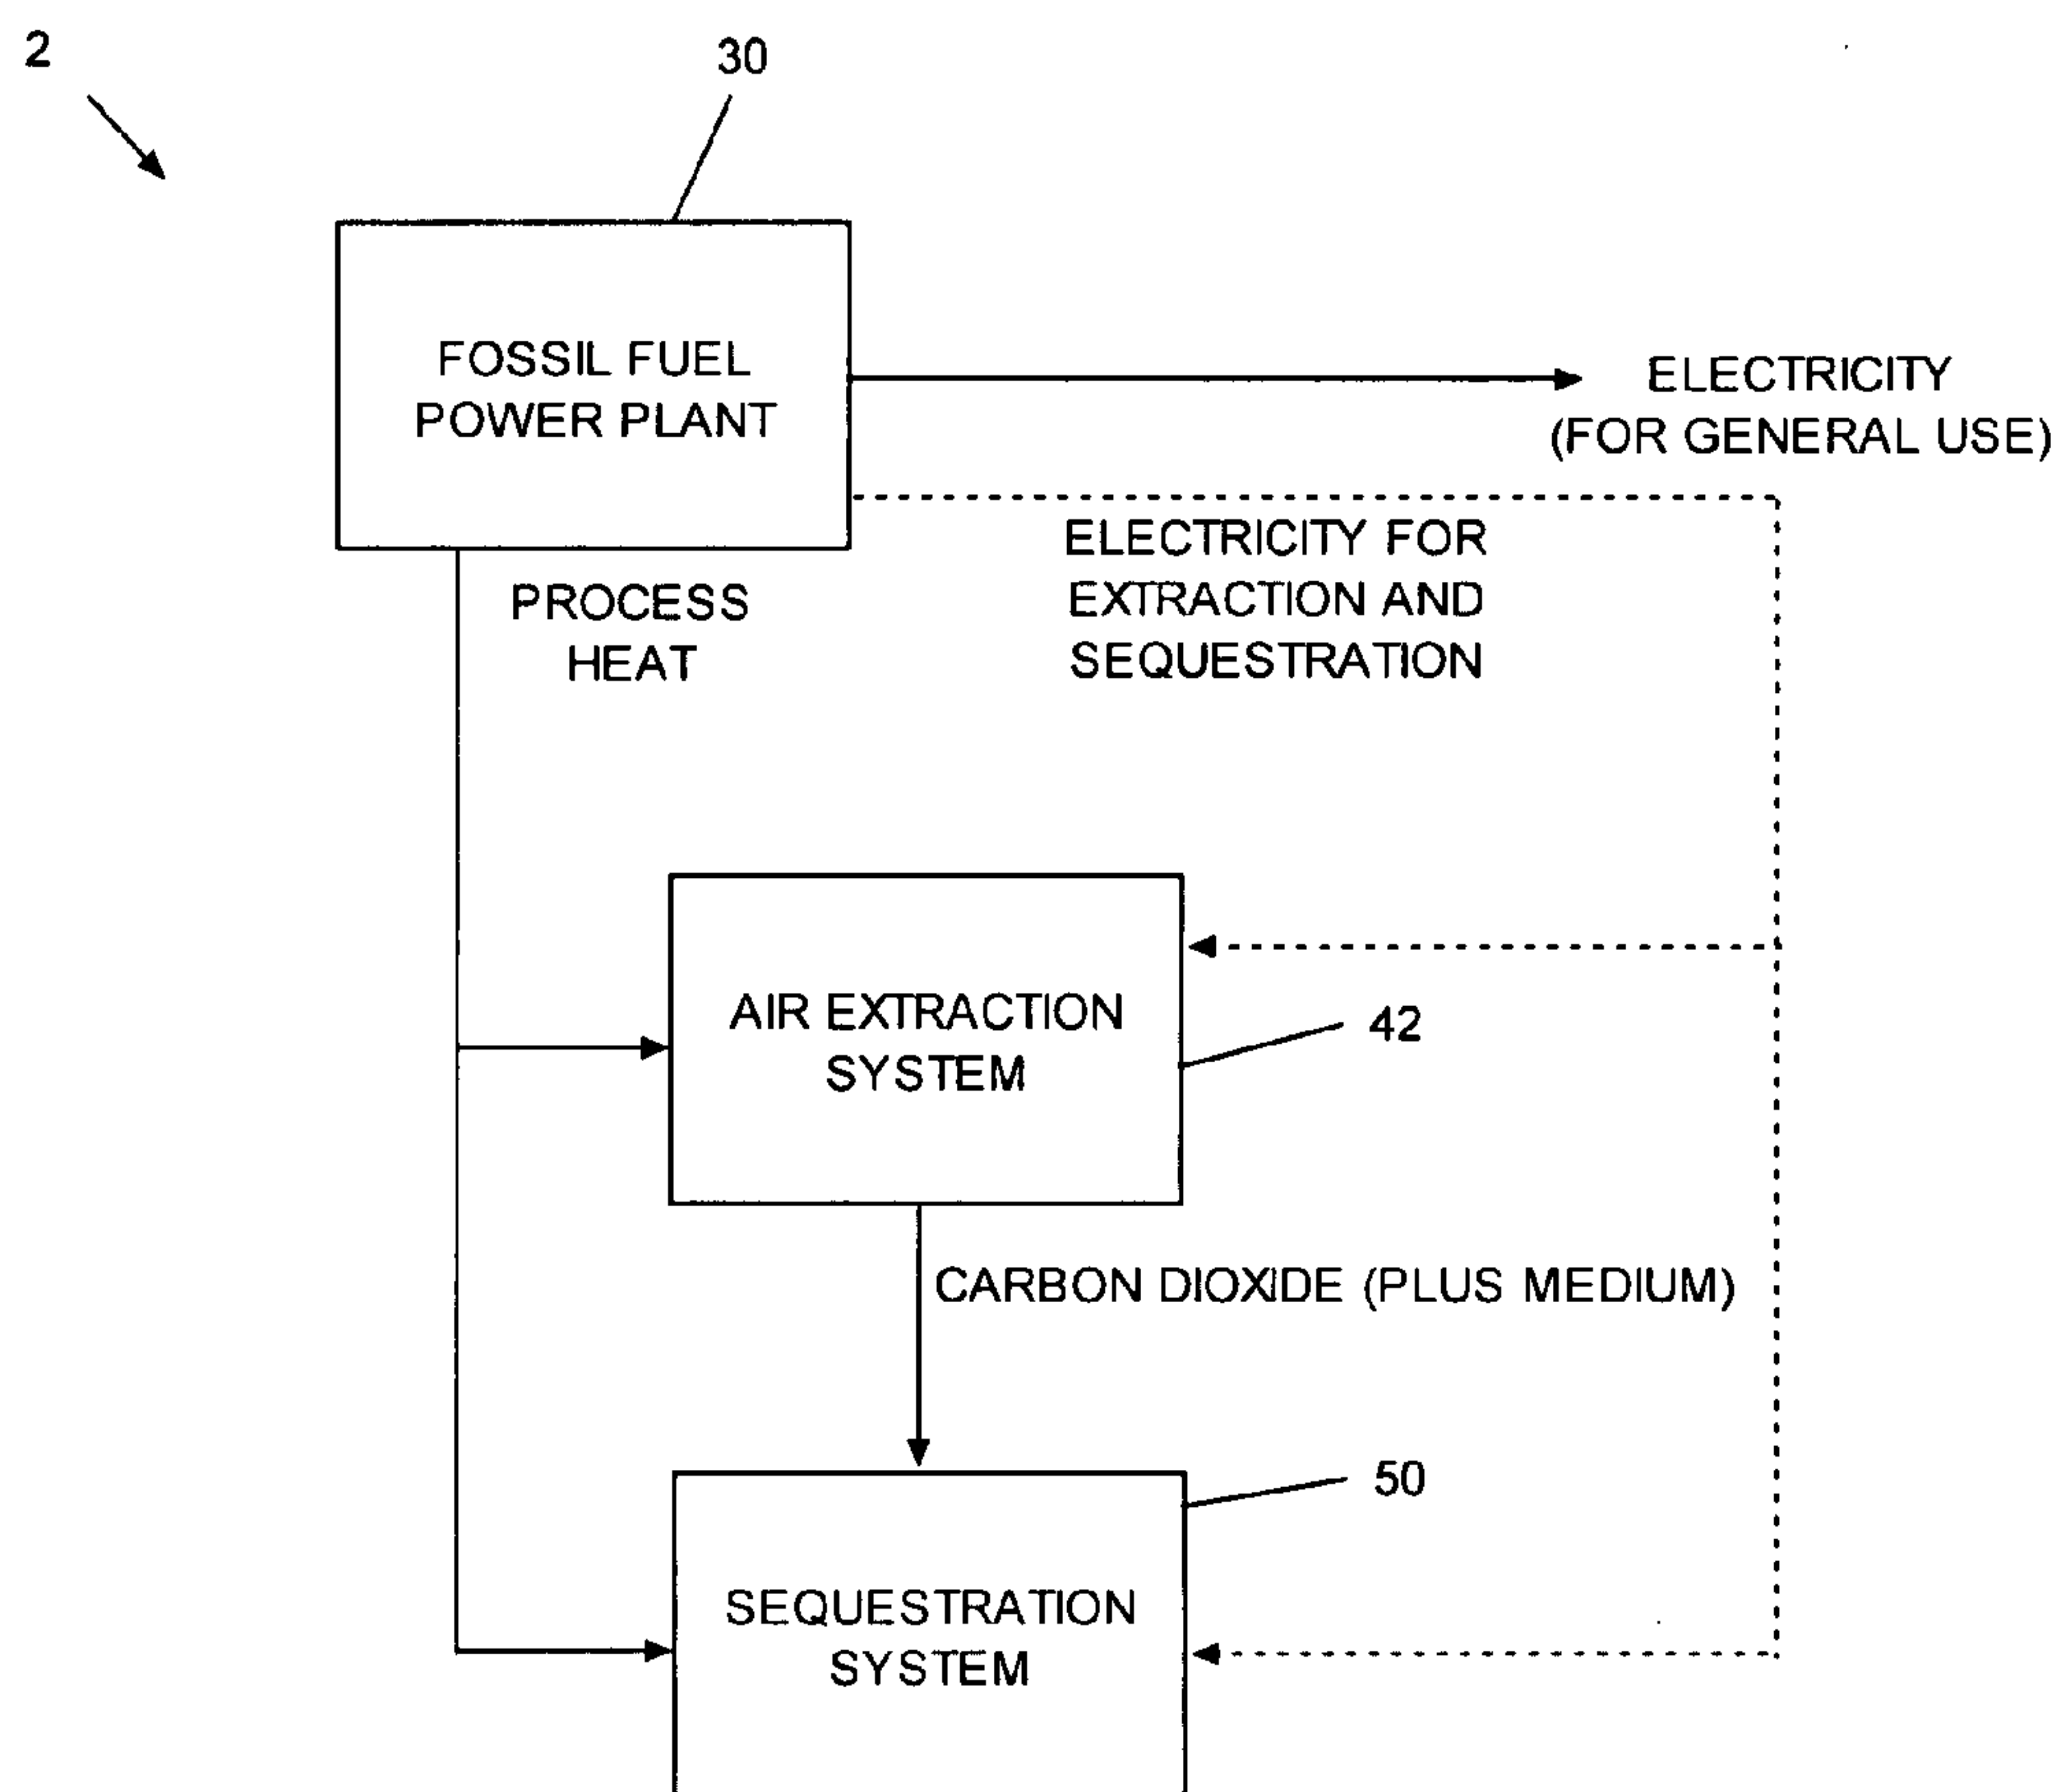 2
30
FOSSIL FUEL
POWER PLANT
ELECTRICITY
(FOR GENERAL USE)
ELECTRICITY FOR
EXTRACTION AND
SEQUESTRATION
PROCESS
HEAT
AIR EXTRACTION
SYSTEM
42
CARBON DIOXIDE (PLUS MEDIUM)
50
SEQUESTRATION
SYSTEM